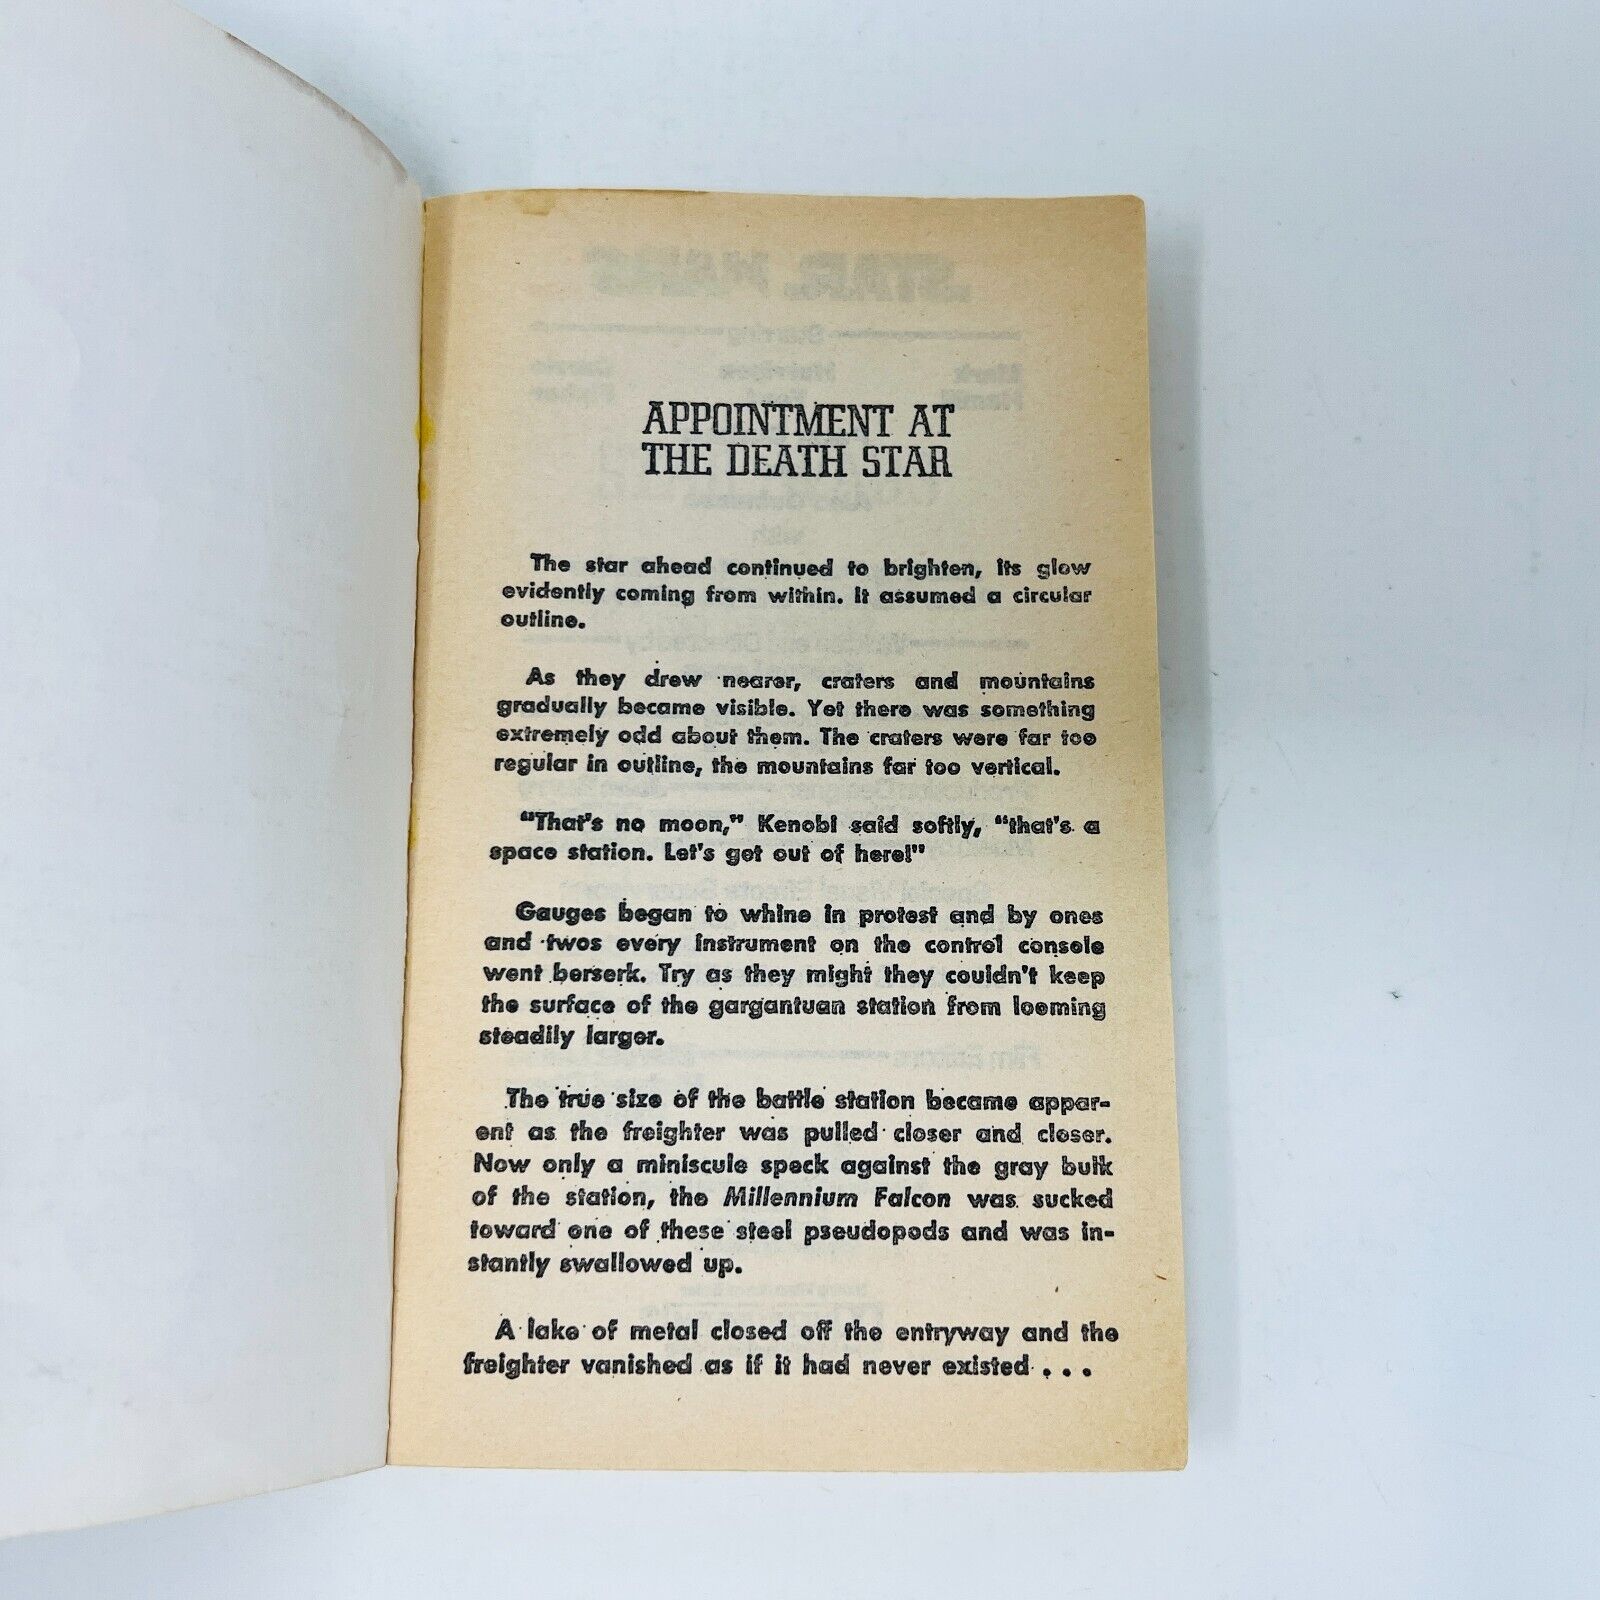 APPOINTMENT AT
THE DEATH STAR
The star ahead continued to brighten, its glow
evidently coming from within. It assumed a circular
outline.
As they drew nearer, craters and mountains
gradually became visible. Yet there was something
extremely odd about them. The craters were far too
regular in outline, the mountains far too vertical.
"That's no moon," Kenobi said softly, "that's a
space station. Let's get out of here!"
Gauges began to whine in protest and by ones
and twos every instrument on the control console
went berserk. Try as they might they couldn't keep
the surface of the gargantuan station from looming
steadily larger.
The true size of the battle station became appar-
ent as the freighter was pulled closer and closer.
Now only a miniscule speck against the gray bulk
of the station, the Millennium Falcon was sucked
toward one of these steel pseudopods and was in-
stantly swallowed up.
A lake of metal closed off the entryway and the
freighter vanished as if it had never existed . . .